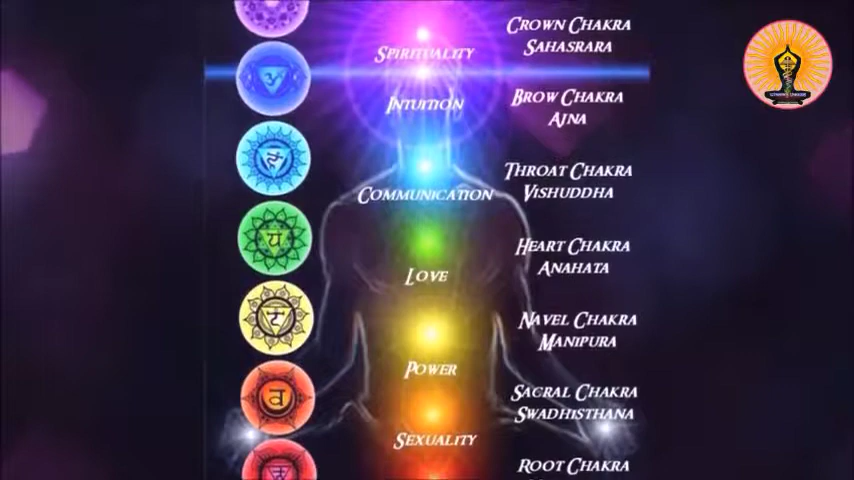 Crown Chakra
Sahasrara
Spirituality
Brow Chakra
Ajna
Intuition
Throat Chakra
Vishuddha
Communication
Heart Chakra
Anahata
Love
Navel Chakra
Manipura
Power
Sacral Chakra
Swadhisthana
Sexuality
Root Chakra
ॐ
यं
रं
वं